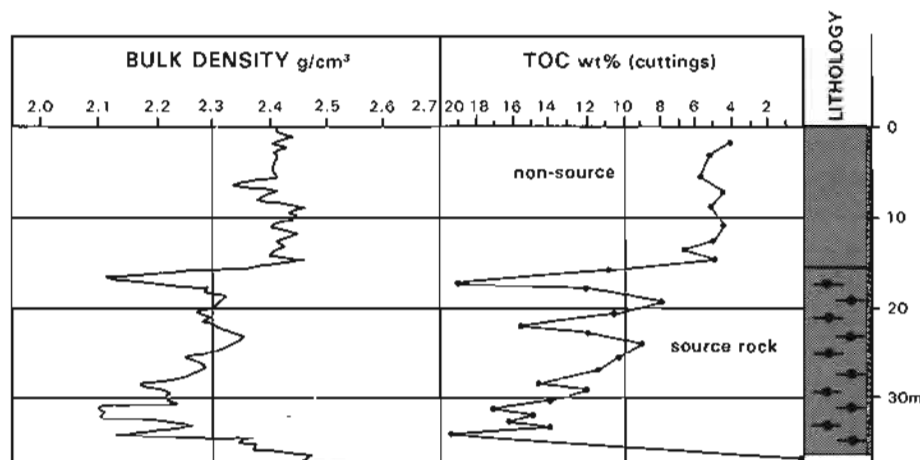 BULK DENSITY g/cm³
TOC wt% (cuttings)
LITHOLOGY
2.0 2.1 2.2 2.3 2.4 2.5 2.6 2.7
20 18 16 14 12 10 8 6 4 2
0
non-source
10
20
source rock
30m